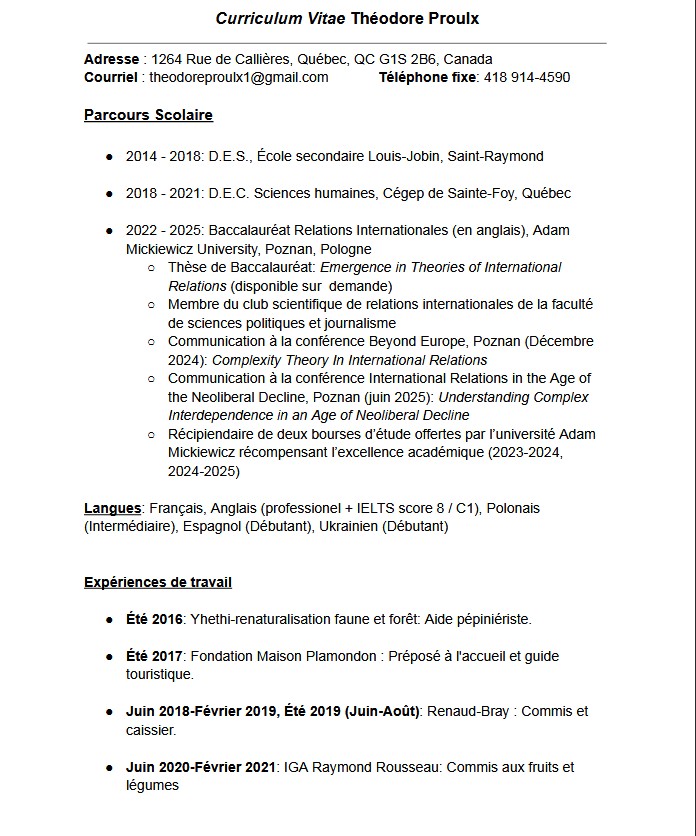 Curriculum Vitae Théodore Proulx
Adresse : 1264 Rue de Callières, Québec, QC G1S 2B6, Canada
Courriel : theodoreproulx1@gmail.com Téléphone fixe: 418 914-4590
Parcours Scolaire
● 2014 - 2018: D.E.S., École secondaire Louis-Jobin, Saint-Raymond
● 2018 - 2021: D.E.C. Sciences humaines, Cégep de Sainte-Foy, Québec
● 2022 - 2025: Baccalauréat Relations Internationales (en anglais), Adam
Mickiewicz University, Poznan, Pologne
○ Thèse de Baccalauréat: Emergence in Theories of International
Relations (disponible sur demande)
○ Membre du club scientifique de relations internationales de la faculté
de sciences politiques et journalisme
○ Communication à la conférence Beyond Europe, Poznan (Décembre
2024): Complexity Theory In International Relations
○ Communication à la conférence International Relations in the Age of
the Neoliberal Decline, Poznan (juin 2025): Understanding Complex
Interdependence in an Age of Neoliberal Decline
○ Récipiendaire de deux bourses d’étude offertes par l’université Adam
Mickiewicz récompensant l’excellence académique (2023-2024,
2024-2025)
Langues: Français, Anglais (professionel + IELTS score 8 / C1), Polonais
(Intermédiaire), Espagnol (Débutant), Ukrainien (Débutant)
Expériences de travail
● Été 2016: Yhethi-renaturalisation faune et forêt: Aide pépiniériste.
● Été 2017: Fondation Maison Plamondon : Préposé à l'accueil et guide
touristique.
● Juin 2018-Février 2019, Été 2019 (Juin-Août): Renaud-Bray : Commis et
caissier.
● Juin 2020-Février 2021: IGA Raymond Rousseau: Commis aux fruits et
légumes